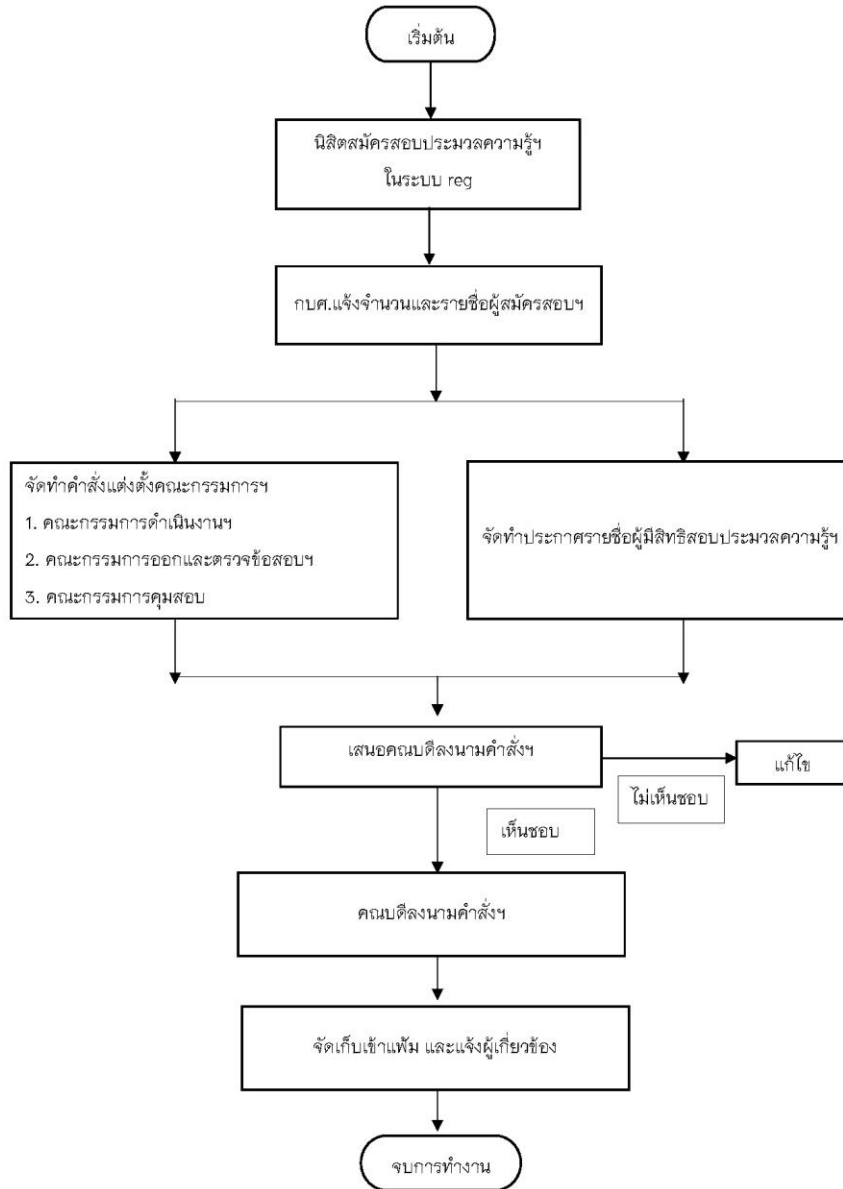 เริ่มต้น
นิสิตสมัครสอบประมวลความรู้ฯ
ในระบบ reg
กบศ.แจ้งจำนวนและรายชื่อผู้สมัครสอบฯ
จัดทำคำสั่งแต่งตั้งคณะกรรมการฯ
1. คณะกรรมการดำเนินงานฯ
2. คณะกรรมการออกและตรวจข้อสอบฯ
3. คณะกรรมการคุมสอบ
จัดทำประกาศรายชื่อผู้มีสิทธิสอบประมวลความรู้ฯ
เสนอคณบดีลงนามคำสั่งฯ
แก้ไข
ไม่เห็นชอบ
เห็นชอบ
คณบดีลงนามคำสั่งฯ
จัดเก็บเข้าแฟ้ม และแจ้งผู้เกี่ยวข้อง
จบการทำงาน